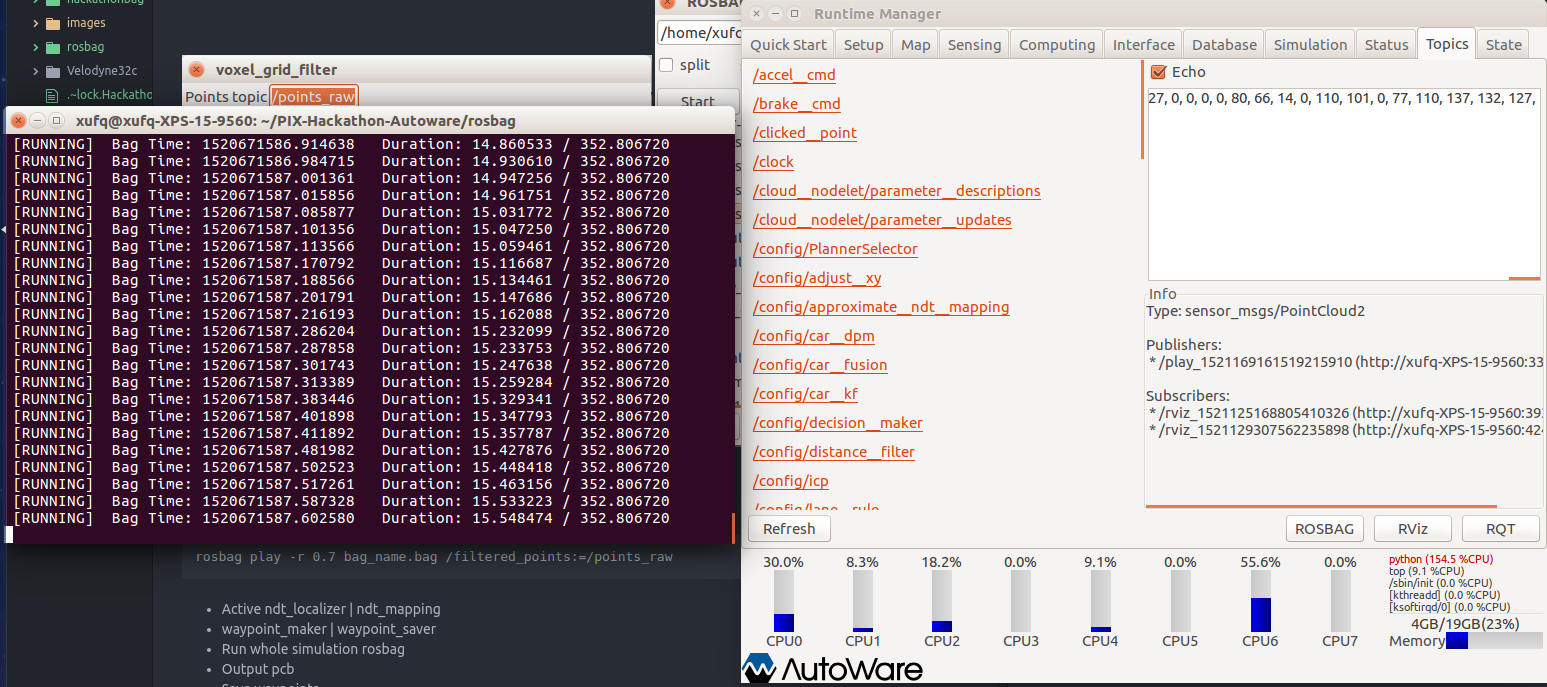 hackathonbag
images
rosbag
Velodyne32c
.~lock.Hackatho
voxel_grid_filter
Points topic /points_raw
ROSBAG
/home/xufq
split
Start
xufq@xufq-XPS-15-9560: ~/PIX-Hackathon-Autoware/rosbag
[RUNNING] Bag Time: 1520671586.914638 Duration: 14.860533 / 352.806720
[RUNNING] Bag Time: 1520671586.984715 Duration: 14.930610 / 352.806720
[RUNNING] Bag Time: 1520671587.001361 Duration: 14.947256 / 352.806720
[RUNNING] Bag Time: 1520671587.015856 Duration: 14.961751 / 352.806720
[RUNNING] Bag Time: 1520671587.085877 Duration: 15.031772 / 352.806720
[RUNNING] Bag Time: 1520671587.101356 Duration: 15.047250 / 352.806720
[RUNNING] Bag Time: 1520671587.113566 Duration: 15.059461 / 352.806720
[RUNNING] Bag Time: 1520671587.170792 Duration: 15.116687 / 352.806720
[RUNNING] Bag Time: 1520671587.188566 Duration: 15.134461 / 352.806720
[RUNNING] Bag Time: 1520671587.201791 Duration: 15.147686 / 352.806720
[RUNNING] Bag Time: 1520671587.216193 Duration: 15.162088 / 352.806720
[RUNNING] Bag Time: 1520671587.286204 Duration: 15.232099 / 352.806720
[RUNNING] Bag Time: 1520671587.287858 Duration: 15.233753 / 352.806720
[RUNNING] Bag Time: 1520671587.301743 Duration: 15.247638 / 352.806720
[RUNNING] Bag Time: 1520671587.313389 Duration: 15.259284 / 352.806720
[RUNNING] Bag Time: 1520671587.383446 Duration: 15.329341 / 352.806720
[RUNNING] Bag Time: 1520671587.401898 Duration: 15.347793 / 352.806720
[RUNNING] Bag Time: 1520671587.411892 Duration: 15.357787 / 352.806720
[RUNNING] Bag Time: 1520671587.481982 Duration: 15.427876 / 352.806720
[RUNNING] Bag Time: 1520671587.502523 Duration: 15.448418 / 352.806720
[RUNNING] Bag Time: 1520671587.517261 Duration: 15.463156 / 352.806720
[RUNNING] Bag Time: 1520671587.587328 Duration: 15.533223 / 352.806720
[RUNNING] Bag Time: 1520671587.602580 Duration: 15.548474 / 352.806720
rosbag play -r 0.7 bag_name.bag /filtered_points:=/points_raw
• Active ndt_localizer | ndt_mapping
• waypoint_maker | waypoint_saver
• Run whole simulation rosbag
• Output pcb
Runtime Manager
Quick Start Setup Map Sensing Computing Interface Database Simulation Status Topics State
/accel__cmd
/brake__cmd
/clicked__point
/clock
/cloud__nodelet/parameter__descriptions
/cloud__nodelet/parameter__updates
/config/PlannerSelector
/config/adjust__xy
/config/approximate__ndt__mapping
/config/car__dpm
/config/car__fusion
/config/car__kf
/config/decision__maker
/config/distance__filter
/config/icp
/config/lane__rule
Refresh
Echo
27, 0, 0, 0, 0, 80, 66, 14, 0, 110, 101, 0, 77, 110, 137, 132, 127,
Info
Type: sensor_msgs/PointCloud2
Publishers:
* /play_1521169161519215910 (http://xufq-XPS-15-9560:33
Subscribers:
* /rviz_1521125168805410326 (http://xufq-XPS-15-9560:39
* /rviz_1521129307562235898 (http://xufq-XPS-15-9560:42
ROSBAG RViz RQT
30.0% 8.3% 18.2% 0.0% 9.1% 0.0% 55.6% 0.0%
CPU0 CPU1 CPU2 CPU3 CPU4 CPU5 CPU6 CPU7
python (154.5 %CPU)
top (9.1 %CPU)
/sbin/init (0.0 %CPU)
[kthreadd] (0.0 %CPU)
[ksoftirqd/0] (0.0 %CPU)
4GB/19GB(23%)
Memory
AutoWare